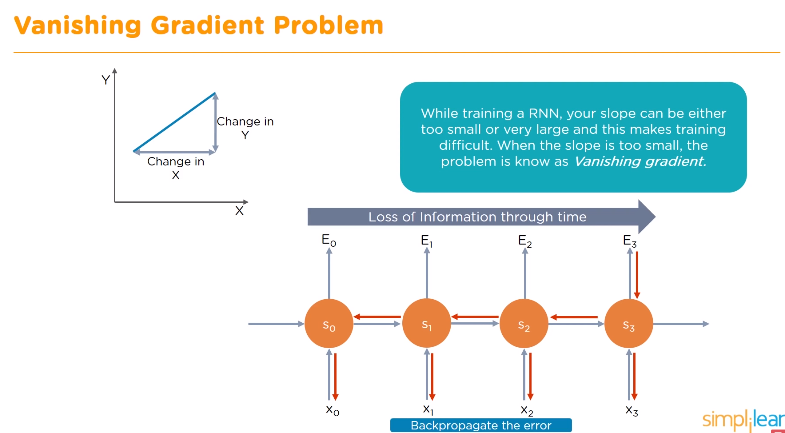 Vanishing Gradient Problem
Y
Change in
Y
Change in
X
X
While training a RNN, your slope can be either
too small or very large and this makes training
difficult. When the slope is too small, the
problem is know as Vanishing gradient.
Loss of Information through time
E0 E1 E2 E3
s0 s1 s2 s3
x0 x1 x2 x3
Backpropagate the error
simplilear